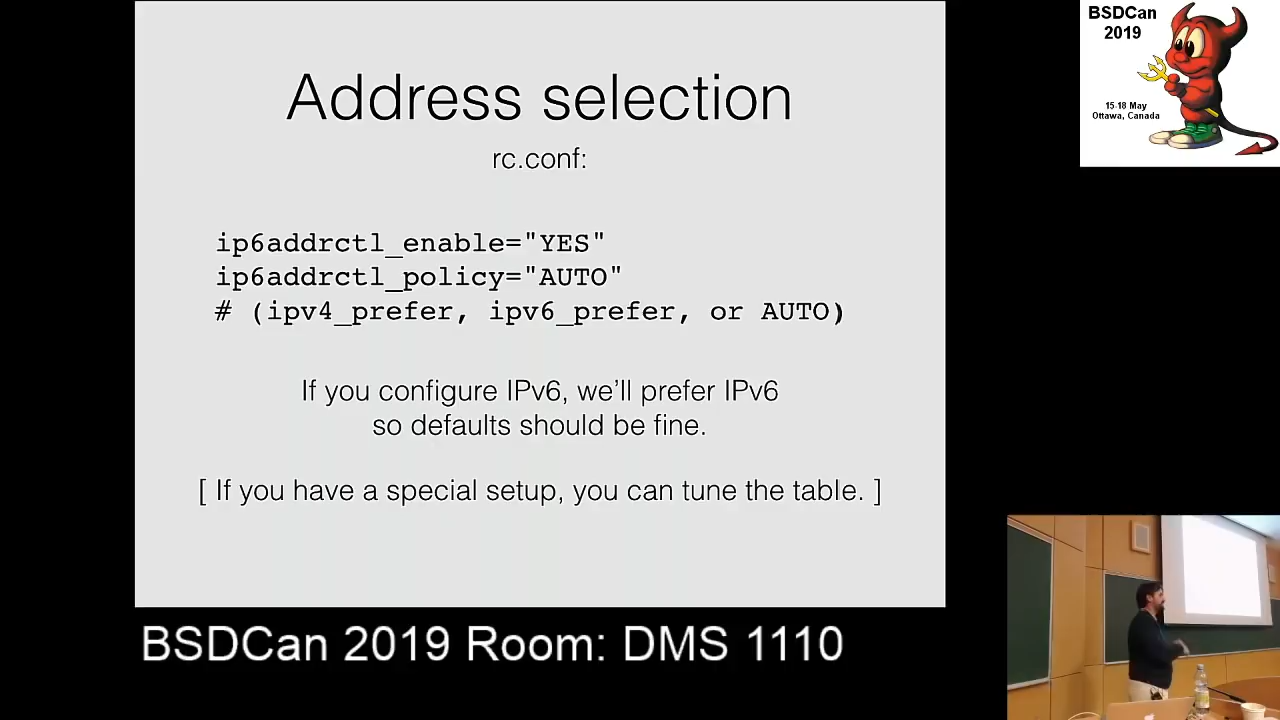 Address selection
rc.conf:
ip6addrctl_enable="YES"
ip6addrctl_policy="AUTO"
# (ipv4_prefer, ipv6_prefer, or AUTO)
If you configure IPv6, we’ll prefer IPv6
so defaults should be fine.
[ If you have a special setup, you can tune the table. ]
BSDCan 2019 Room: DMS 1110
BSDCan
2019
15-18 May
Ottawa, Canada